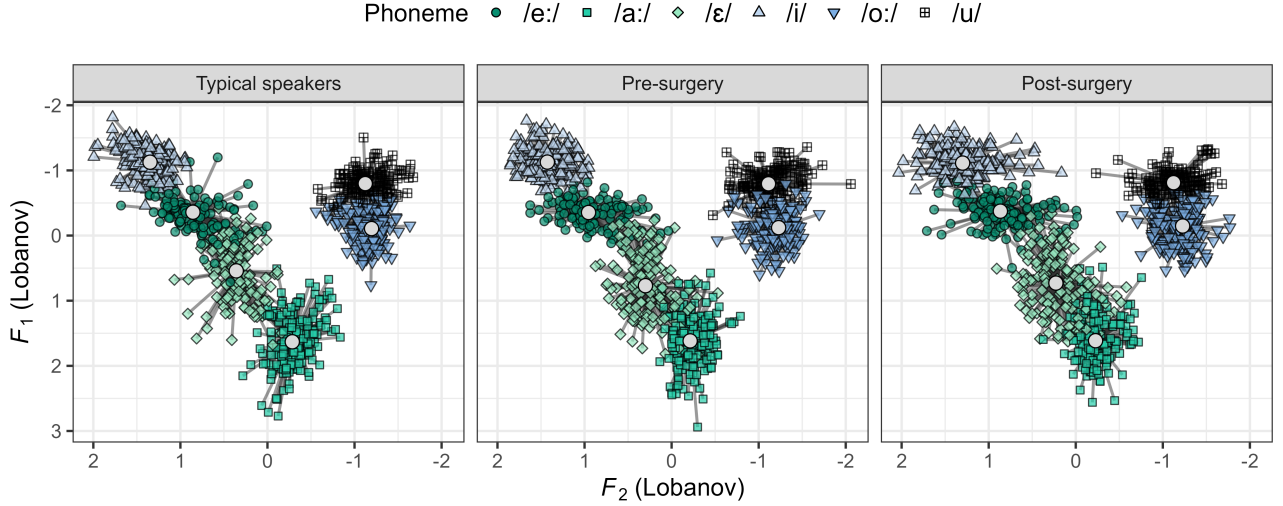 Phoneme /e:/ /a:/ /ɛ/ /i/ /o:/ /u/
Typical speakers Pre-surgery Post-surgery
-2
-1
0
1
2
3
F1 (Lobanov)
2 1 0 -1 -2 2 1 0 -1 -2 2 1 0 -1 -2
F2 (Lobanov)